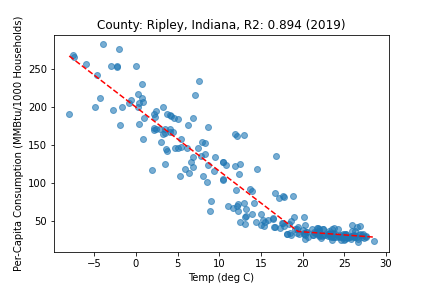 County: Ripley, Indiana, R2: 0.894 (2019)
Per-Capita Consumption (MMBtu/1000 Households)
250
200
150
100
50
−5 0 5 10 15 20 25 30
Temp (deg C)